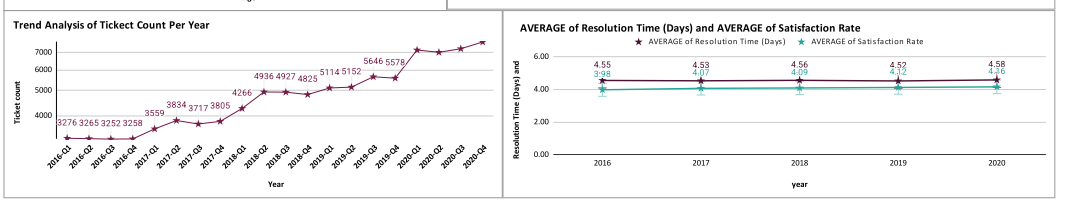 Trend Analysis of Tickect Count Per Year
Ticket count
7000
6000
5000
4000
3276 3265 3252 3258 3559 3834 3717 3805 4266 4936 4927 4825 5114 5152 5646 5578
2016-Q1 2016-Q2 2016-Q3 2016-Q4 2017-Q1 2017-Q2 2017-Q3 2017-Q4 2018-Q1 2018-Q2 2018-Q3 2018-Q4 2019-Q1 2019-Q2 2019-Q3 2019-Q4 2020-Q1 2020-Q2 2020-Q3 2020-Q4
Year
AVERAGE of Resolution Time (Days) and AVERAGE of Satisfaction Rate
AVERAGE of Resolution Time (Days) AVERAGE of Satisfaction Rate
Resolution Time (Days) and
6.00
4.00
2.00
0.00
4.55 4.53 4.56 4.52 4.58
3.98 4.07 4.09 4.12 4.16
2016 2017 2018 2019 2020
year